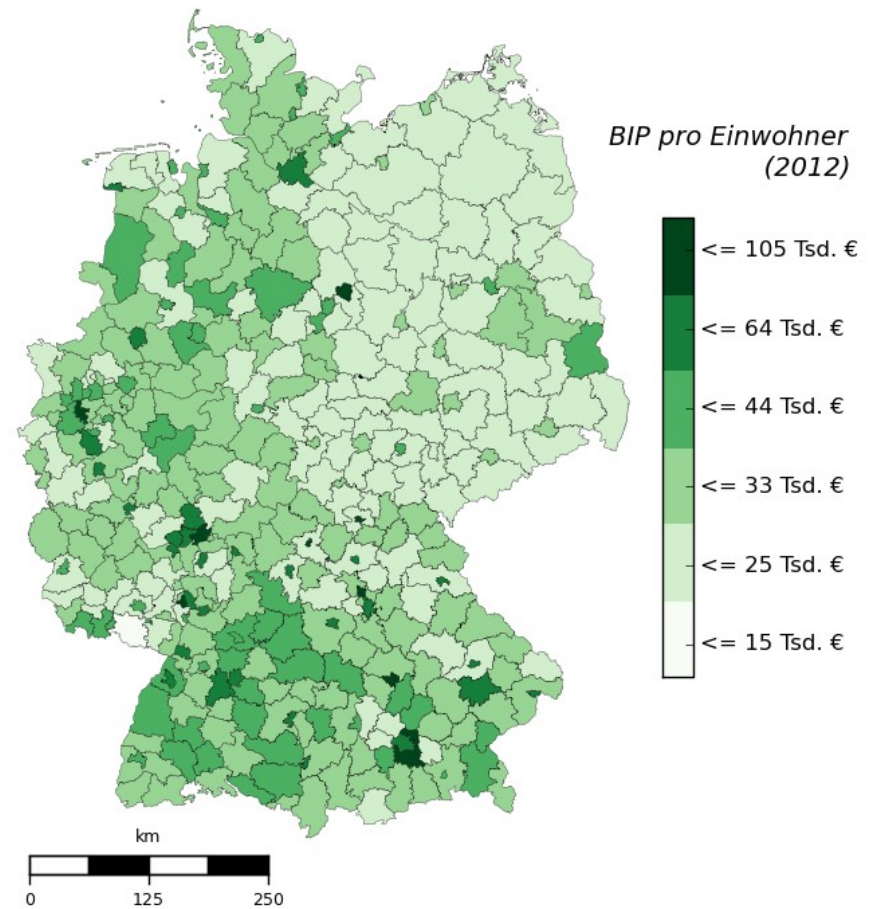 BIP pro Einwohner
(2012)
<= 105 Tsd. €
<= 64 Tsd. €
<= 44 Tsd. €
<= 33 Tsd. €
<= 25 Tsd. €
<= 15 Tsd. €
km
0 125 250